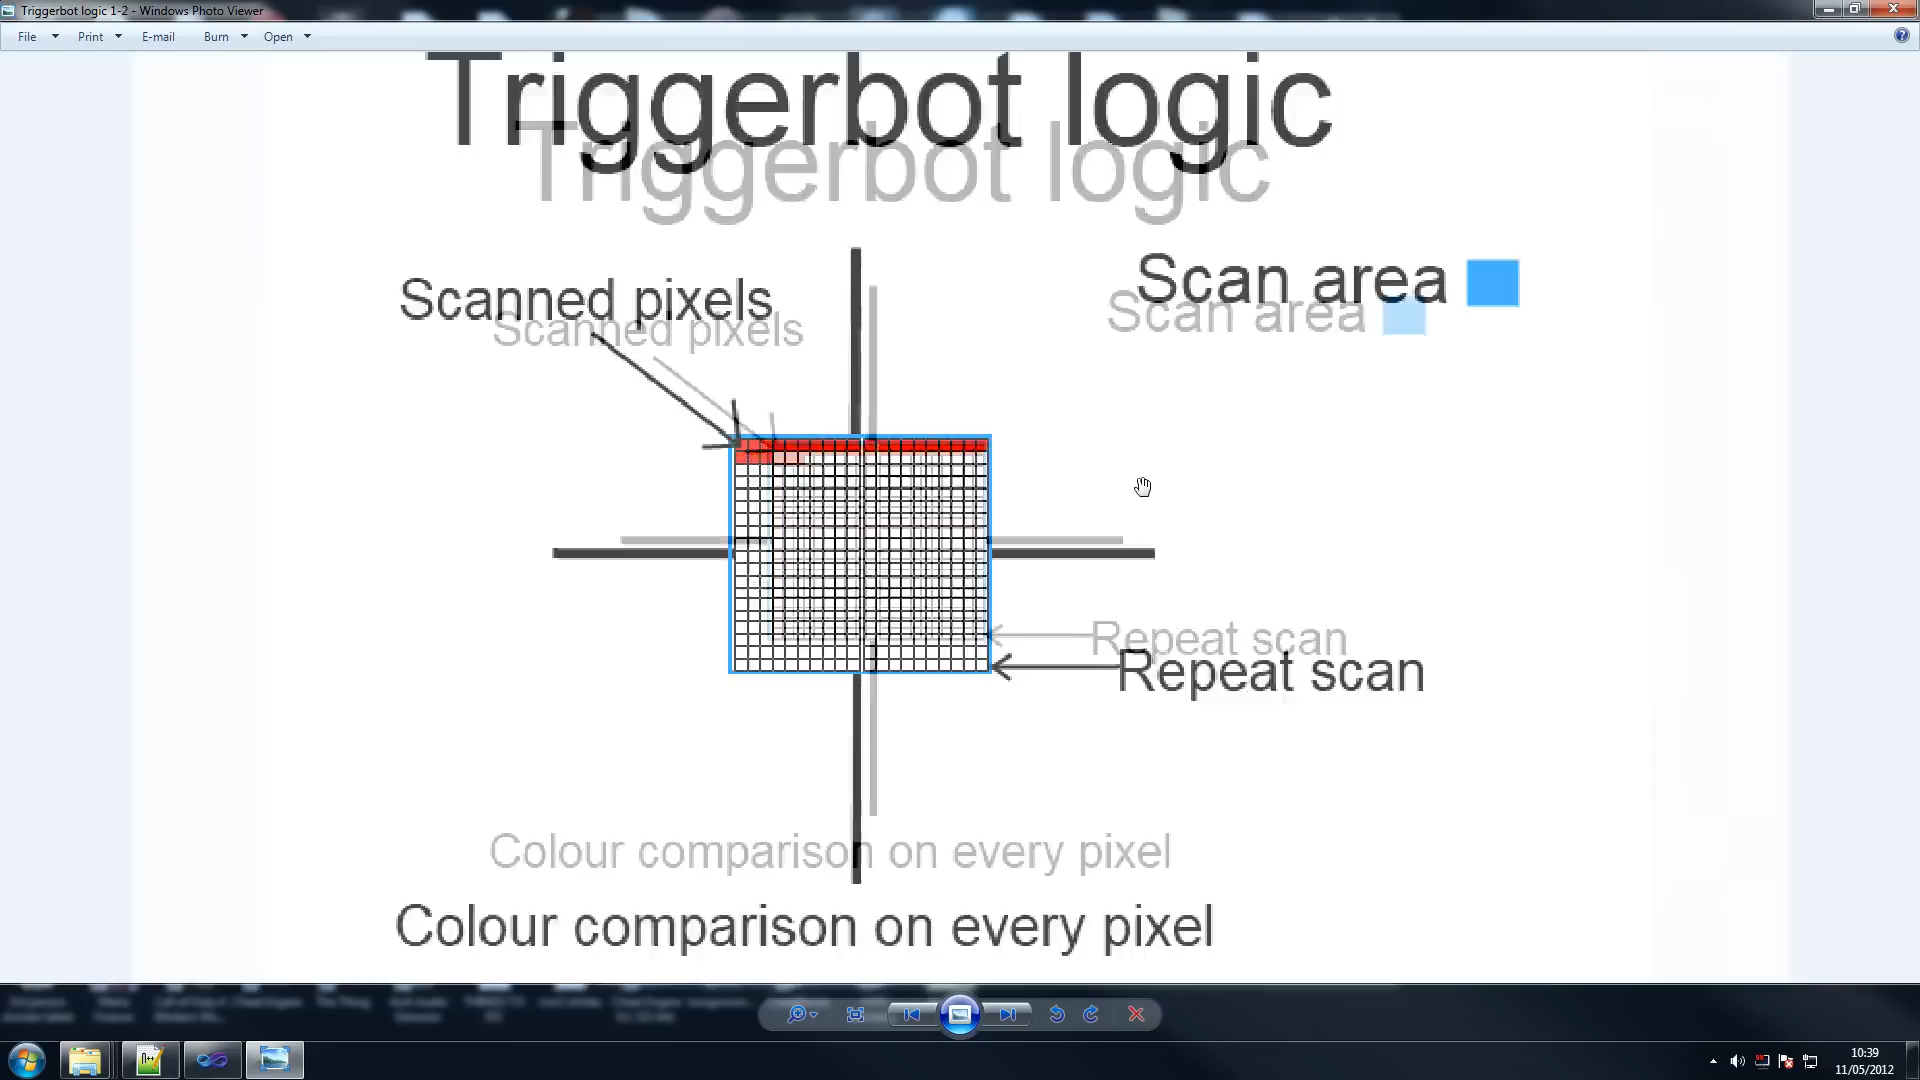 Triggerbot logic 1-2 - Windows Photo Viewer
File Print E-mail Burn Open
Triggerbot logic
Triggerbot logic
Scanned pixels
Scanned pixels
Scan area
Scan area
Repeat scan
Repeat scan
Colour comparison on every pixel
Colour comparison on every pixel
10:39
11/05/2012